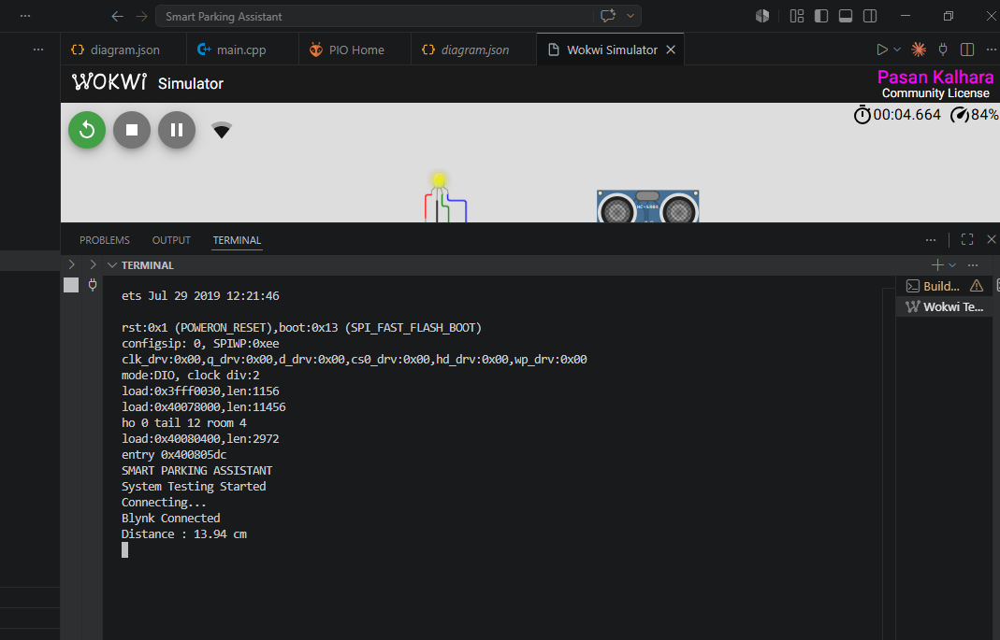 Smart Parking Assistant
diagram.json
main.cpp
PIO Home
diagram.json
Wokwi Simulator
WOKWI Simulator
Pasan Kalhara
Community License
00:04.664 84%
HC-SR04
PROBLEMS OUTPUT TERMINAL
TERMINAL
ets Jul 29 2019 12:21:46
rst:0x1 (POWERON_RESET),boot:0x13 (SPI_FAST_FLASH_BOOT)
configsip: 0, SPIWP:0xee
clk_drv:0x00,q_drv:0x00,d_drv:0x00,cs0_drv:0x00,hd_drv:0x00,wp_drv:0x00
mode:DIO, clock div:2
load:0x3fff0030,len:1156
load:0x40078000,len:11456
ho 0 tail 12 room 4
load:0x40080400,len:2972
entry 0x400805dc
SMART PARKING ASSISTANT
System Testing Started
Connecting...
Blynk Connected
Distance : 13.94 cm
Build...
Wokwi Te...